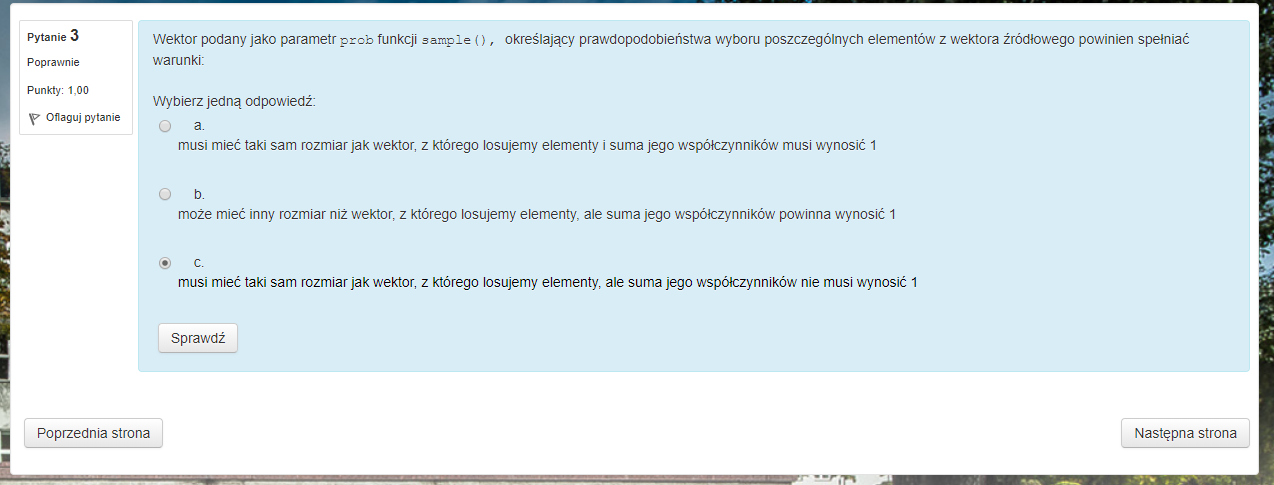 Pytanie 3
Poprawnie
Punkty: 1,00
Oflaguj pytanie
Wektor podany jako parametr prob funkcji sample(), określający prawdopodobieństwa wyboru poszczególnych elementów z wektora źródłowego powinien spełniać
warunki:
Wybierz jedną odpowiedź:
a.
musi mieć taki sam rozmiar jak wektor, z którego losujemy elementy i suma jego współczynników musi wynosić 1
b.
może mieć inny rozmiar niż wektor, z którego losujemy elementy, ale suma jego współczynników powinna wynosić 1
c.
musi mieć taki sam rozmiar jak wektor, z którego losujemy elementy, ale suma jego współczynników nie musi wynosić 1
Sprawdź
Poprzednia strona
Następna strona